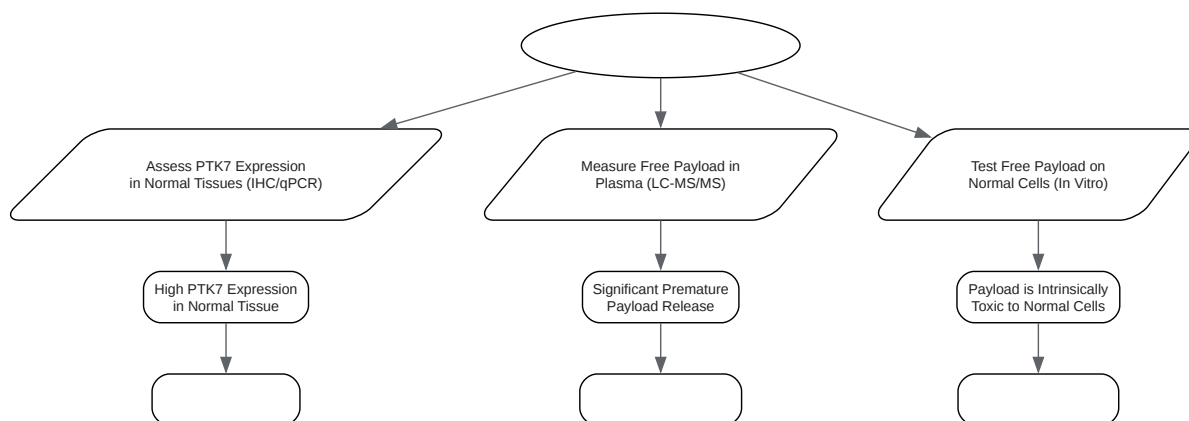 Assess PTK7 Expression
in Normal Tissues (IHC/qPCR)
Measure Free Payload in
Plasma (LC-MS/MS)
Test Free Payload on
Normal Cells (In Vitro)
High PTK7 Expression
in Normal Tissue
Significant Premature
Payload Release
Payload is Intrinsically
Toxic to Normal Cells